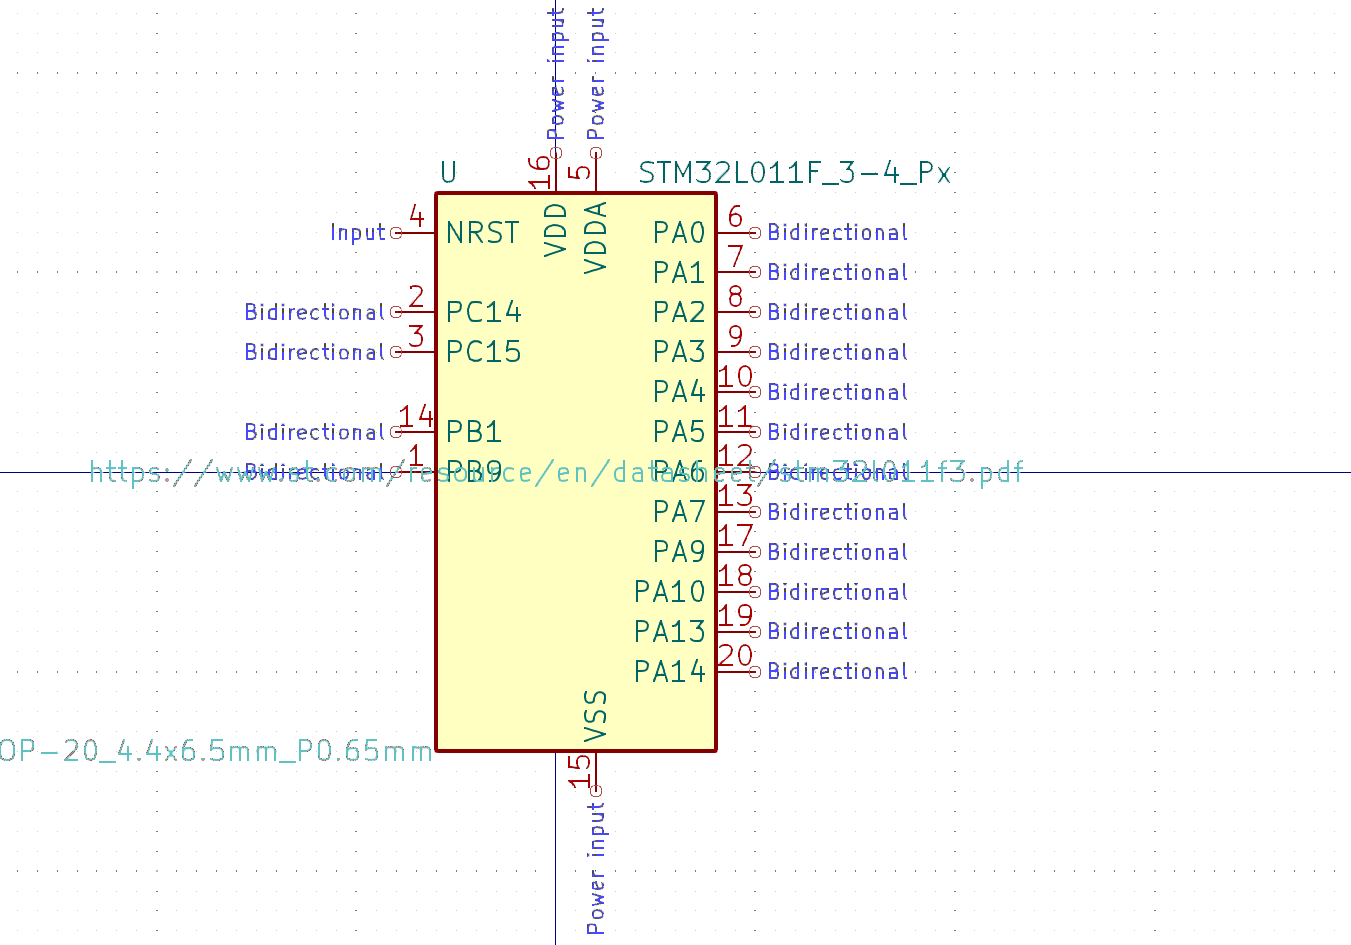 Power input
Power input
16
5
U
STM32L011F_3-4_Px
VDD
VDDA
Input
4
NRST
PA0
6
Bidirectional
PA1
7
Bidirectional
Bidirectional
2
PC14
PA2
8
Bidirectional
Bidirectional
3
PC15
PA3
9
Bidirectional
PA4
10
Bidirectional
Bidirectional
14
PB1
PA5
11
Bidirectional
Bidirectional
1
PB9
PA6
12
Bidirectional
https://www.st.com/resource/en/datasheet/stm32l011f3.pdf
PA7
13
Bidirectional
PA9
17
Bidirectional
PA10
18
Bidirectional
PA13
19
Bidirectional
PA14
20
Bidirectional
VSS
OP-20_4.4x6.5mm_P0.65mm
15
Power input